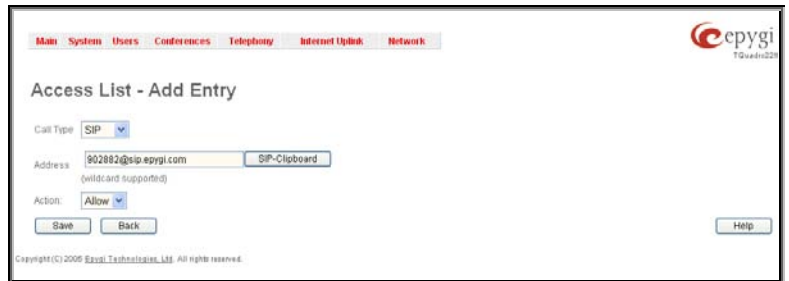 Main System Users Conferences Telephony Internet Uplink Network
epygi
Access List - Add Entry
Call Type SIP
Address 902882@sip.epygi.com SIP-Clipboard
(wildcard supported)
Action: Allow
Save Back Help
Copyright (C) 2005 Epygi Technologies, Ltd. All rights reserved.